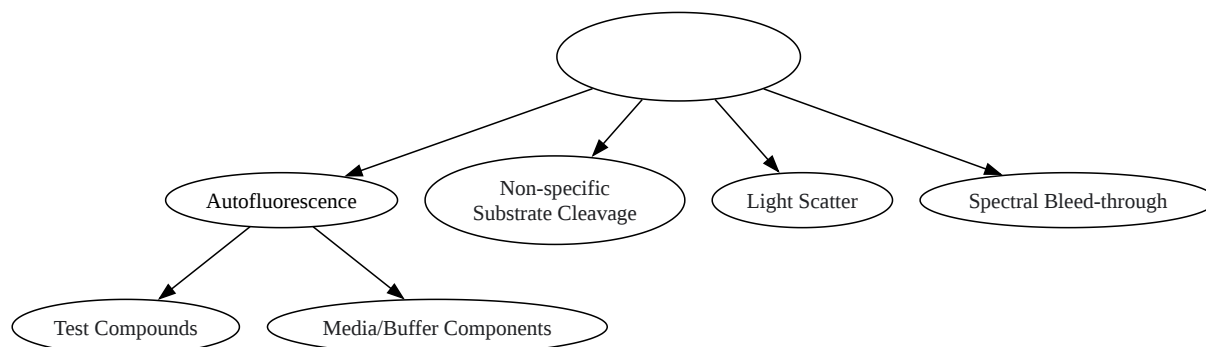 Autofluorescence
Non-specific
Substrate Cleavage
Light Scatter
Spectral Bleed-through
Test Compounds
Media/Buffer Components